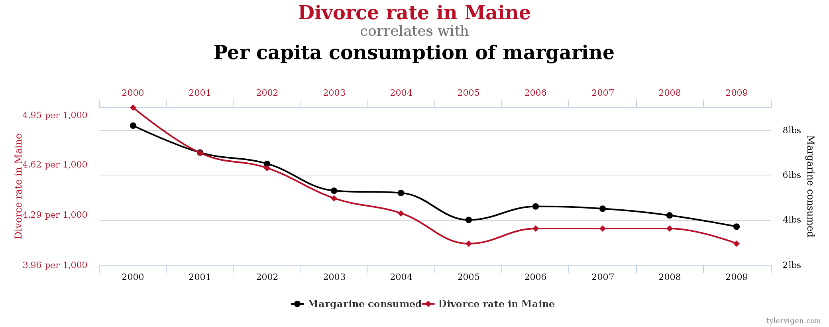 Divorce rate in Maine
correlates with
Per capita consumption of margarine
2000 2001 2002 2003 2004 2005 2006 2007 2008 2009
Divorce rate in Maine
4.95 per 1,000
4.62 per 1,000
4.29 per 1,000
3.96 per 1,000
8lbs
6lbs
4lbs
2lbs
Margarine consumed
2000 2001 2002 2003 2004 2005 2006 2007 2008 2009
Margarine consumed Divorce rate in Maine
tylervigen.com